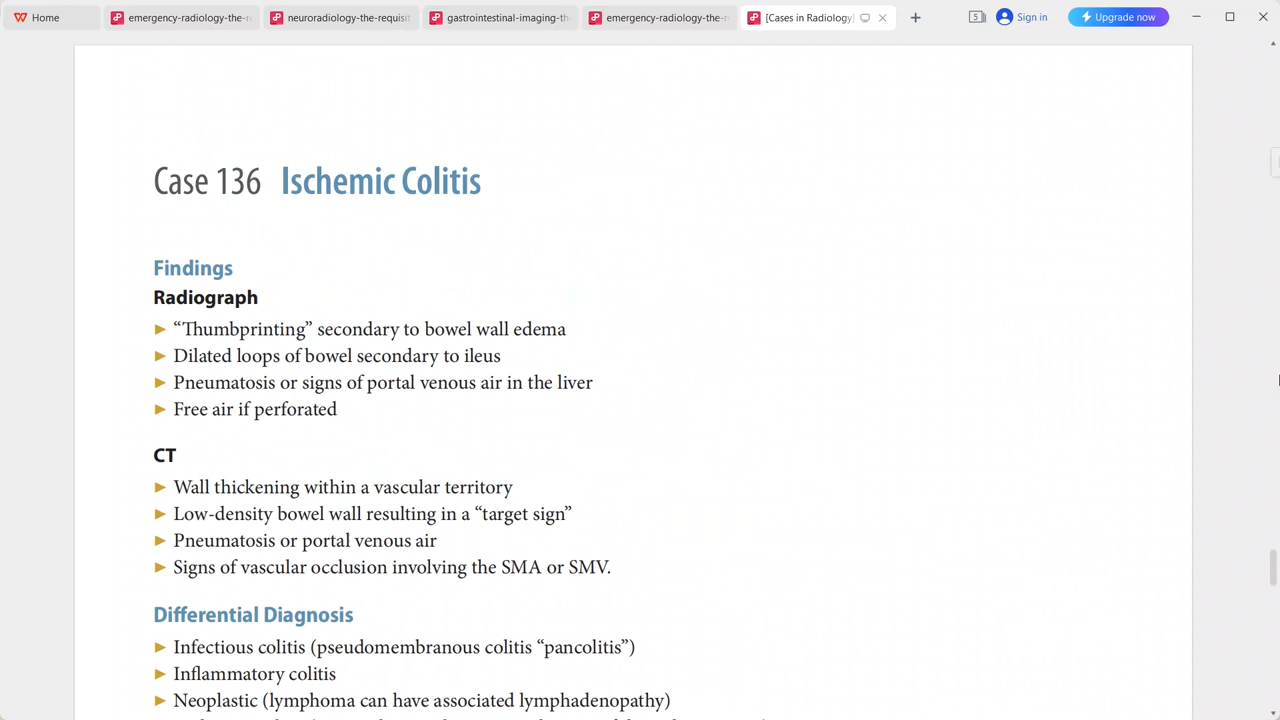 Home
emergency-radiology-the-r
neuroradiology-the-requisit
gastrointestinal-imaging-th
emergency-radiology-the-r
[Cases in Radiology]
5
Sign in
Upgrade now
Case 136 Ischemic Colitis
Findings
Radiograph
► “Thumbprinting” secondary to bowel wall edema
► Dilated loops of bowel secondary to ileus
► Pneumatosis or signs of portal venous air in the liver
► Free air if perforated
CT
► Wall thickening within a vascular territory
► Low-density bowel wall resulting in a “target sign”
► Pneumatosis or portal venous air
► Signs of vascular occlusion involving the SMA or SMV.
Differential Diagnosis
► Infectious colitis (pseudomembranous colitis “pancolitis”)
► Inflammatory colitis
► Neoplastic (lymphoma can have associated lymphadenopathy)